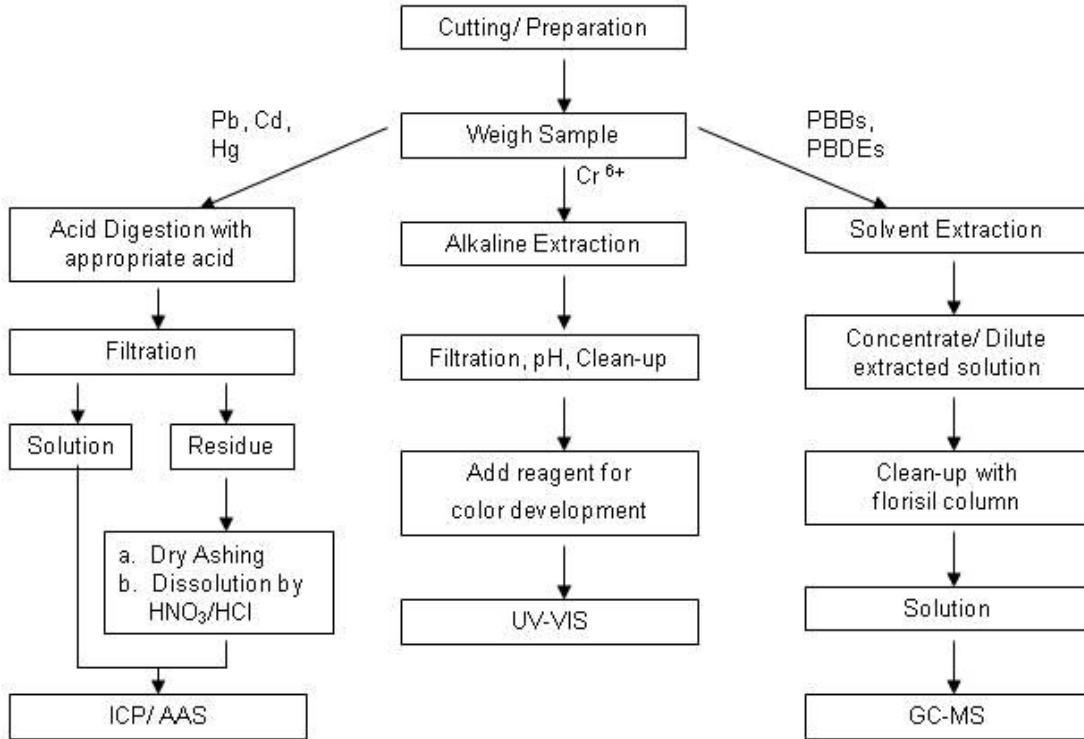 Cutting/ Preparation
Weigh Sample
Pb, Cd,
Hg
Cr 6+
PBBs,
PBDEs
Acid Digestion with
appropriate acid
Filtration
Solution
Residue
a. Dry Ashing
b. Dissolution by
HNO₃/HCl
ICP/ AAS
Alkaline Extraction
Filtration, pH, Clean-up
Add reagent for
color development
UV-VIS
Solvent Extraction
Concentrate/ Dilute
extracted solution
Clean-up with
florisil column
Solution
GC-MS